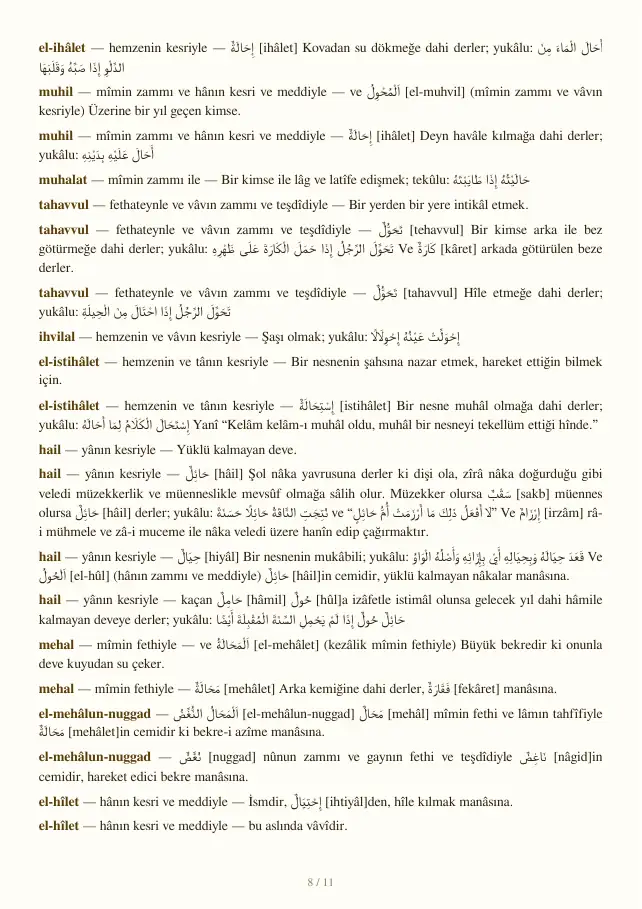 el-ihâlet — hemzenin kesriyle — إِحَالَةٌ [ihâlet] Kovadan su dökmeğe dahi derler; yukâlu: أَحَالَ الْمَاءَ مِنَ
الدَّلْوِ إِذَا صَبَّهُ وَقَلَبَهَا
muhil — mîmin zammı ve hânın kesri ve meddiyle — ve اَلْمُحْوِلُ [el-muhvil] (mîmin zammı ve vâvın
kesriyle) Üzerine bir yıl geçen kimse.
muhil — mîmin zammı ve hânın kesri ve meddiyle — إِحَالَةٌ [ihâlet] Deyn havâle kılmağa dahi derler;
yukâlu: أَحَالَ عَلَيْهِ بِدَيْنِهِ
muhalat — mîmin zammı ile — Bir kimse ile lâg ve latîfe edişmek; tekûlu: حَالَيْتُهُ إِذَا طَايَبْتَهُ
tahavvul — fethateynle ve vâvın zammı ve teşdîdiyle — Bir yerden bir yere intikâl etmek.
tahavvul — fethateynle ve vâvın zammı ve teşdîdiyle — تَحَوُّلٌ [tehavvul] Bir kimse arka ile bez
götürmeğe dahi derler; yukâlu: تَحَوَّلَ الرَّجُلُ إِذَا حَمَلَ الْكَارَةَ عَلَى ظَهْرِهِ Ve كَارَةٌ [kâret] arkada götürülen beze
derler.
tahavvul — fethateynle ve vâvın zammı ve teşdîdiyle — تَحَوُّلٌ [tahavvul] Hîle etmeğe dahi derler;
yukâlu: تَحَوَّلَ الرَّجُلُ إِذَا احْتَالَ مِنَ الْحِيلَةِ
ihvilal — hemzenin ve vâvın kesriyle — Şaşı olmak; yukâlu: إِحْوَلَّتْ عَيْنُهُ إِحْوِلَالًا
el-istihâlet — hemzenin ve tânın kesriyle — Bir nesnenin şahsına nazar etmek, hareket ettiğin bilmek
için.
el-istihâlet — hemzenin ve tânın kesriyle — إِسْتِحَالَةٌ [istihâlet] Bir nesne muhâl olmağa dahi derler;
yukâlu: إِسْتَحَالَ الْكَلَامُ لِمَا أَحَالَهُ Yanî “Kelâm kelâm-ı muhâl oldu, muhâl bir nesneyi tekellüm ettiği hînde.”
hail — yânın kesriyle — Yüklü kalmayan deve.
hail — yânın kesriyle — حَائِلٌ [hâil] Şol nâka yavrusuna derler ki dişi ola, zîrâ nâka doğurduğu gibi
veledi müzekkerlik ve müenneslikle mevsûf olmağa sâlih olur. Müzekker olursa سَقْبٌ [sakb] müennes
olursa حَائِلٌ [hâil] derler; yukâlu: نُتِجَتِ النَّاقَةُ حَائِلًا حَسَنَةً ve “لَا أَفْعَلُ ذَلِكَ مَا أَرْزَمَتْ أُمُّ حَائِلٍ” Ve إِرْزَامٌ [irzâm] râ-
i mühmele ve zâ-i muceme ile nâka veledi üzere hanîn edip çağırmaktır.
hail — yânın kesriyle — حِيَالٌ [hiyâl] Bir nesnenin mukâbili; yukâlu: قَعَدَ حِيَالَهُ وَبِحِيَالِهِ أَيْ بِإِزَائِهِ وَأَصْلُهُ الْوَاوُ Ve
اَلْحُولُ [el-hûl] (hânın zammı ve meddiyle) حَائِلٌ [hâil]in cemidir, yüklü kalmayan nâkalar manâsına.
hail — yânın kesriyle — kaçan حَامِلٌ [hâmil] حُولٌ [hûl]a izâfetle istimâl olunsa gelecek yıl dahi hâmile
kalmayan deveye derler; yukâlu: حَائِلُ حُولٍ إِذَا لَمْ يَحْمِلِ السَّنَةَ الْمُقْبِلَةَ أَيْضًا
mehal — mîmin fethiyle — ve اَلْمَحَالَةُ [el-mehâlet] (kezâlik mîmin fethiyle) Büyük bekredir ki onunla
deve kuyudan su çeker.
mehal — mîmin fethiyle — مَحَالَةٌ [mehâlet] Arka kemiğine dahi derler, فَقَارَةٌ [fekâret] manâsına.
el-mehâlun-nuggad — اَلْمَحَالُ النُّغَّضُ [el-mehâlun-nuggad] مَحَالٌ [mehâl] mîmin fethi ve lâmın tahfîfiyle
مَحَالَةٌ [mehâlet]in cemidir ki bekre-i azîme manâsına.
el-mehâlun-nuggad — نُغَّضٌ [nuggad] nûnun zammı ve gaynın fethi ve teşdîdiyle نَاغِضٌ [nâgid]in
cemidir, hareket edici bekre manâsına.
el-hîlet — hânın kesri ve meddiyle — İsmdir, إِحْتِيَالٌ [ihtiyâl]den, hîle kılmak manâsına.
el-hîlet — hânın kesri ve meddiyle — bu aslında vâvîdir.
8 / 11